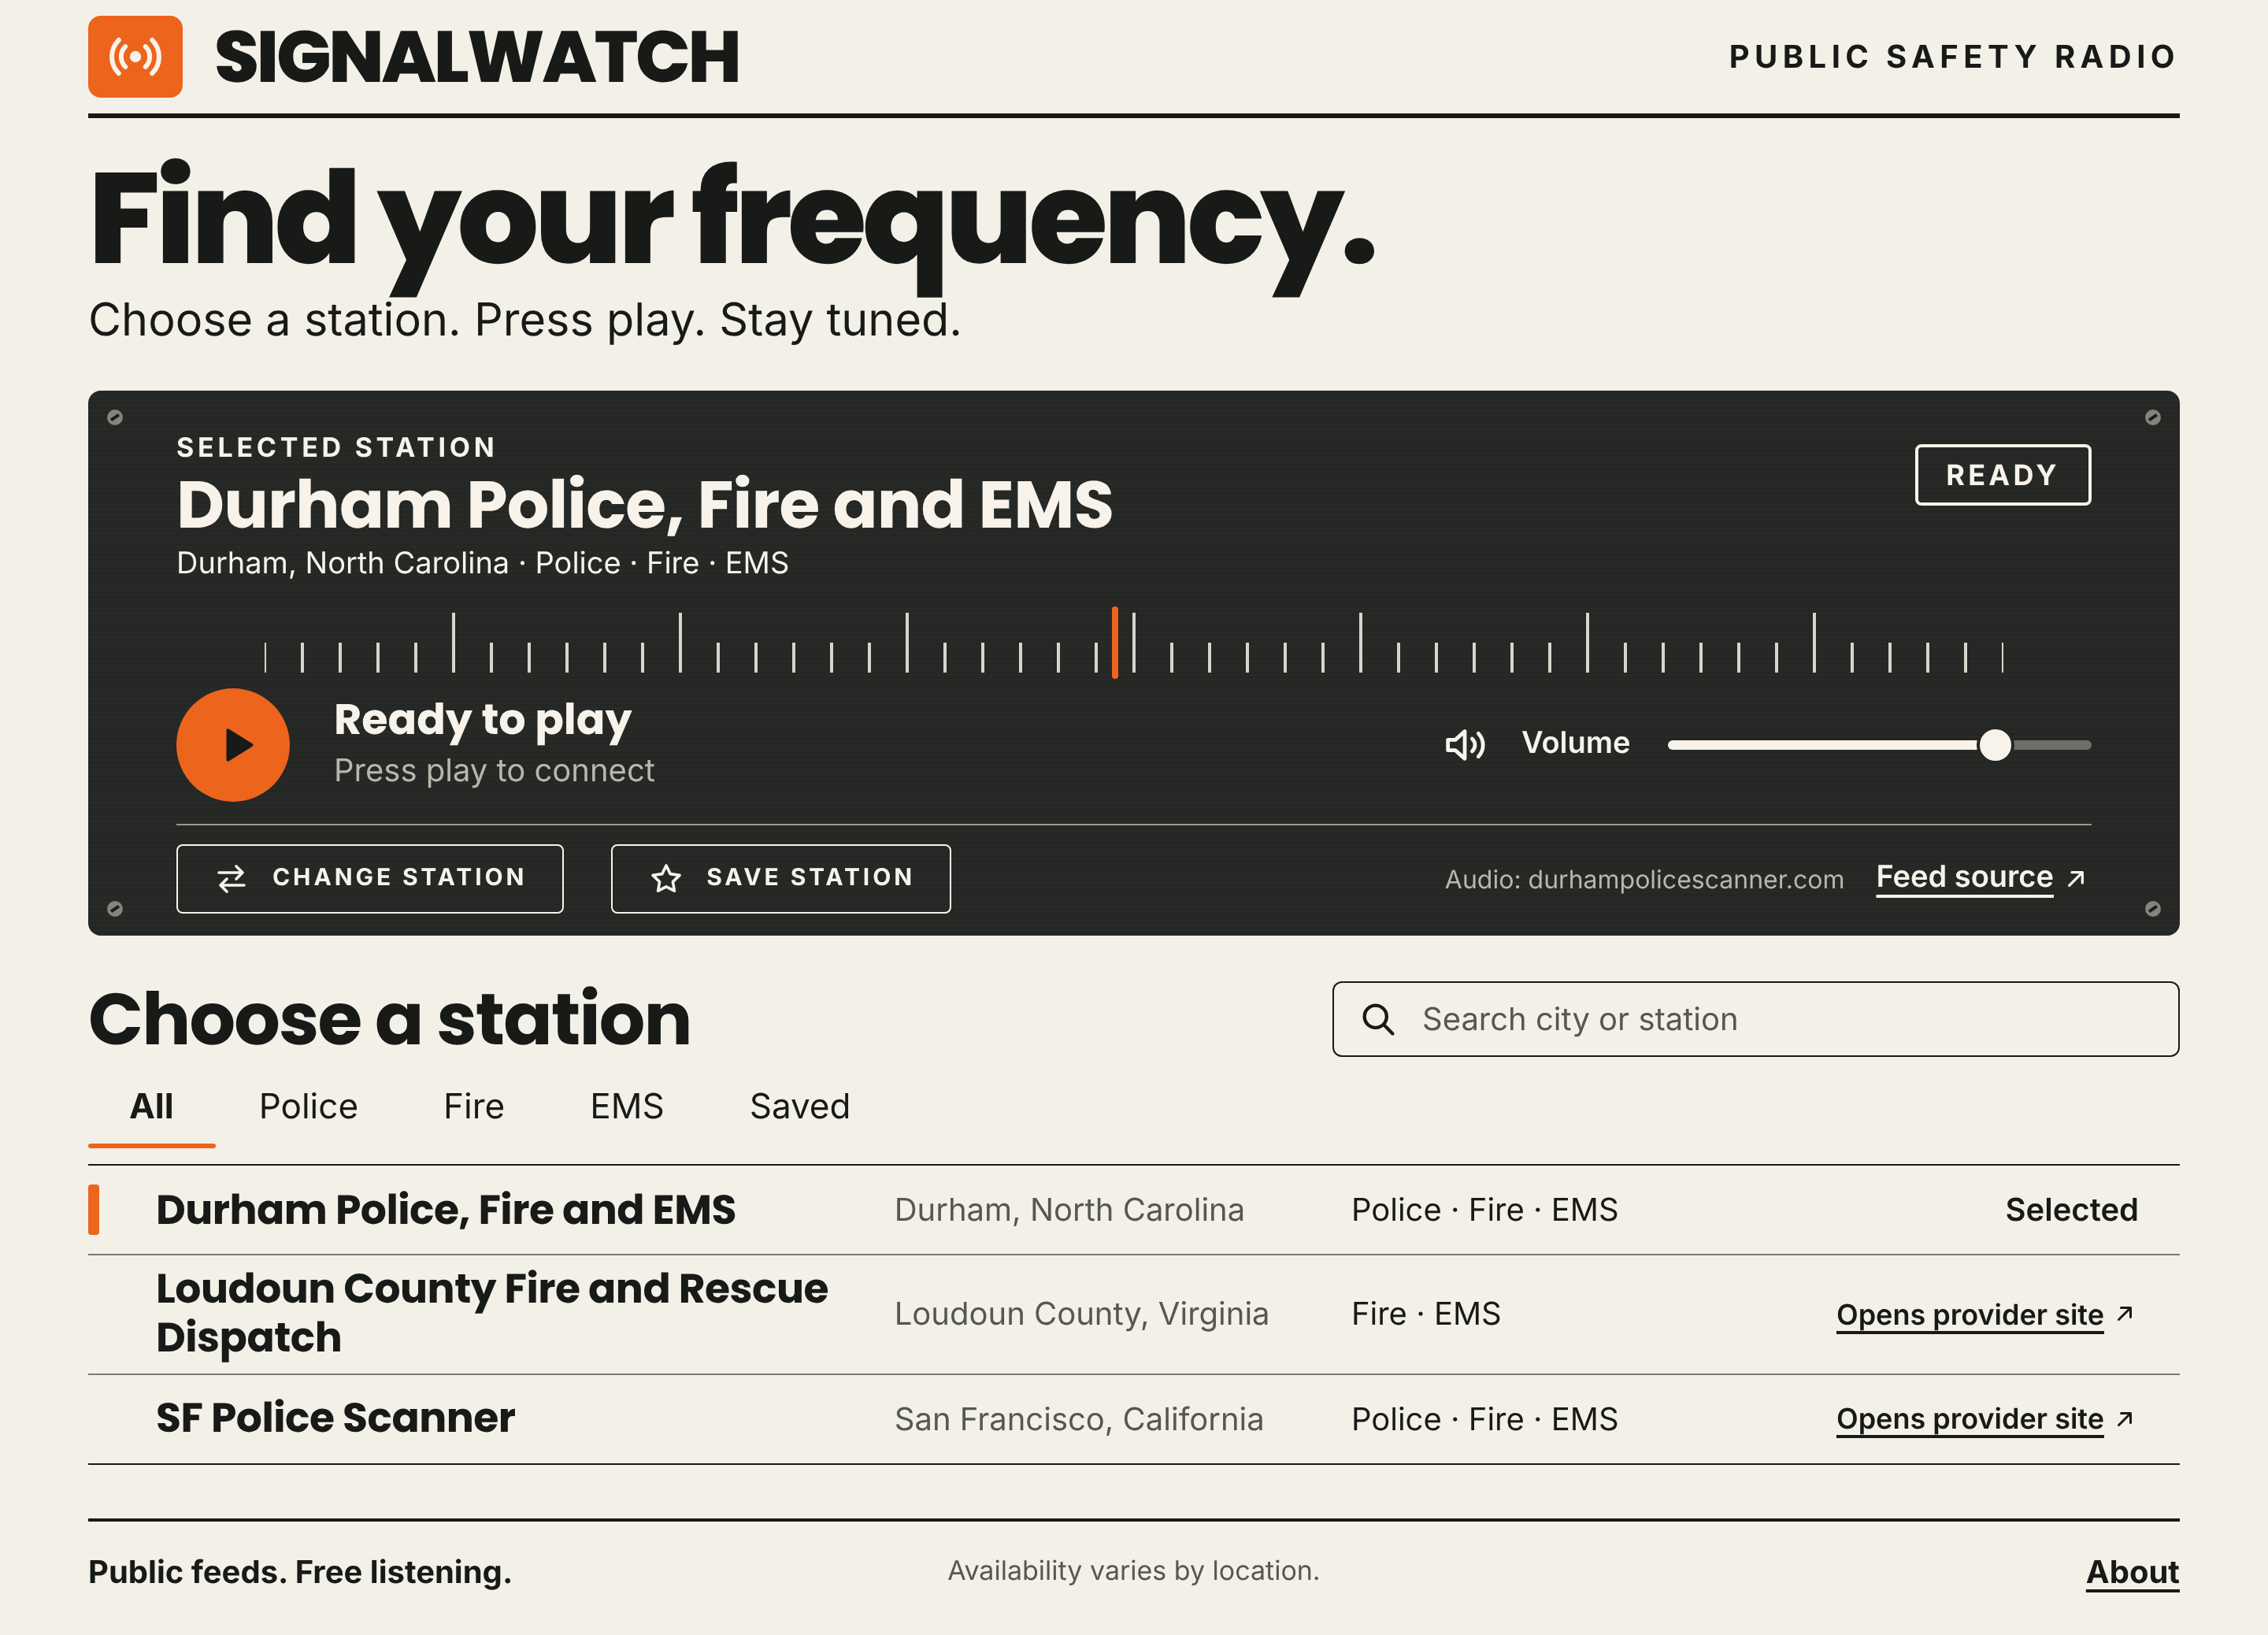 SIGNALWATCH
PUBLIC SAFETY RADIO
Find your frequency.
Choose a station. Press play. Stay tuned.
SELECTED STATION
READY
Durham Police, Fire and EMS
Durham, North Carolina · Police · Fire · EMS
Ready to play
Press play to connect
Volume
CHANGE STATION
SAVE STATION
Audio: durhampolicescanner.com
Feed source ↗
Choose a station
Search city or station
All
Police
Fire
EMS
Saved
Durham Police, Fire and EMS
Durham, North Carolina
Police · Fire · EMS
Selected
Loudoun County Fire and Rescue
Dispatch
Loudoun County, Virginia
Fire · EMS
Opens provider site ↗
SF Police Scanner
San Francisco, California
Police · Fire · EMS
Opens provider site ↗
Public feeds. Free listening.
Availability varies by location.
About